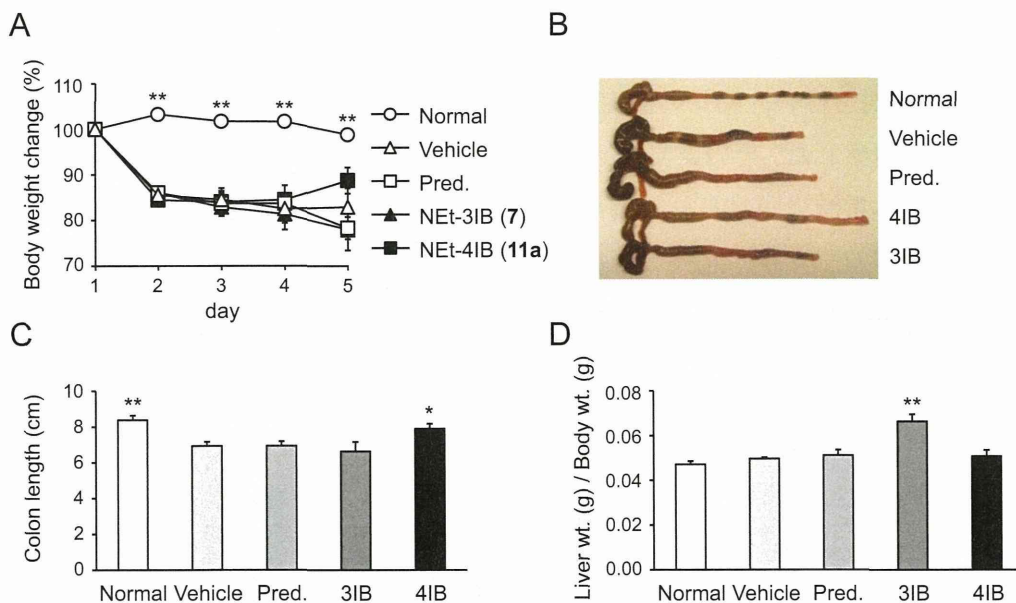 A
Body weight change (%)
110
100
90
80
70
** ** ** **
1 2 3 4 5
day
Normal
Vehicle
Pred.
NEt-3IB (7)
NEt-4IB (11a)
B
Normal
Vehicle
Pred.
4IB
3IB
C
Colon length (cm)
10
8
6
4
2
0
** *
Normal Vehicle Pred. 3IB 4IB
D
Liver wt. (g) / Body wt. (g)
0.08
0.06
0.04
0.02
0.00
**
Normal Vehicle Pred. 3IB 4IB